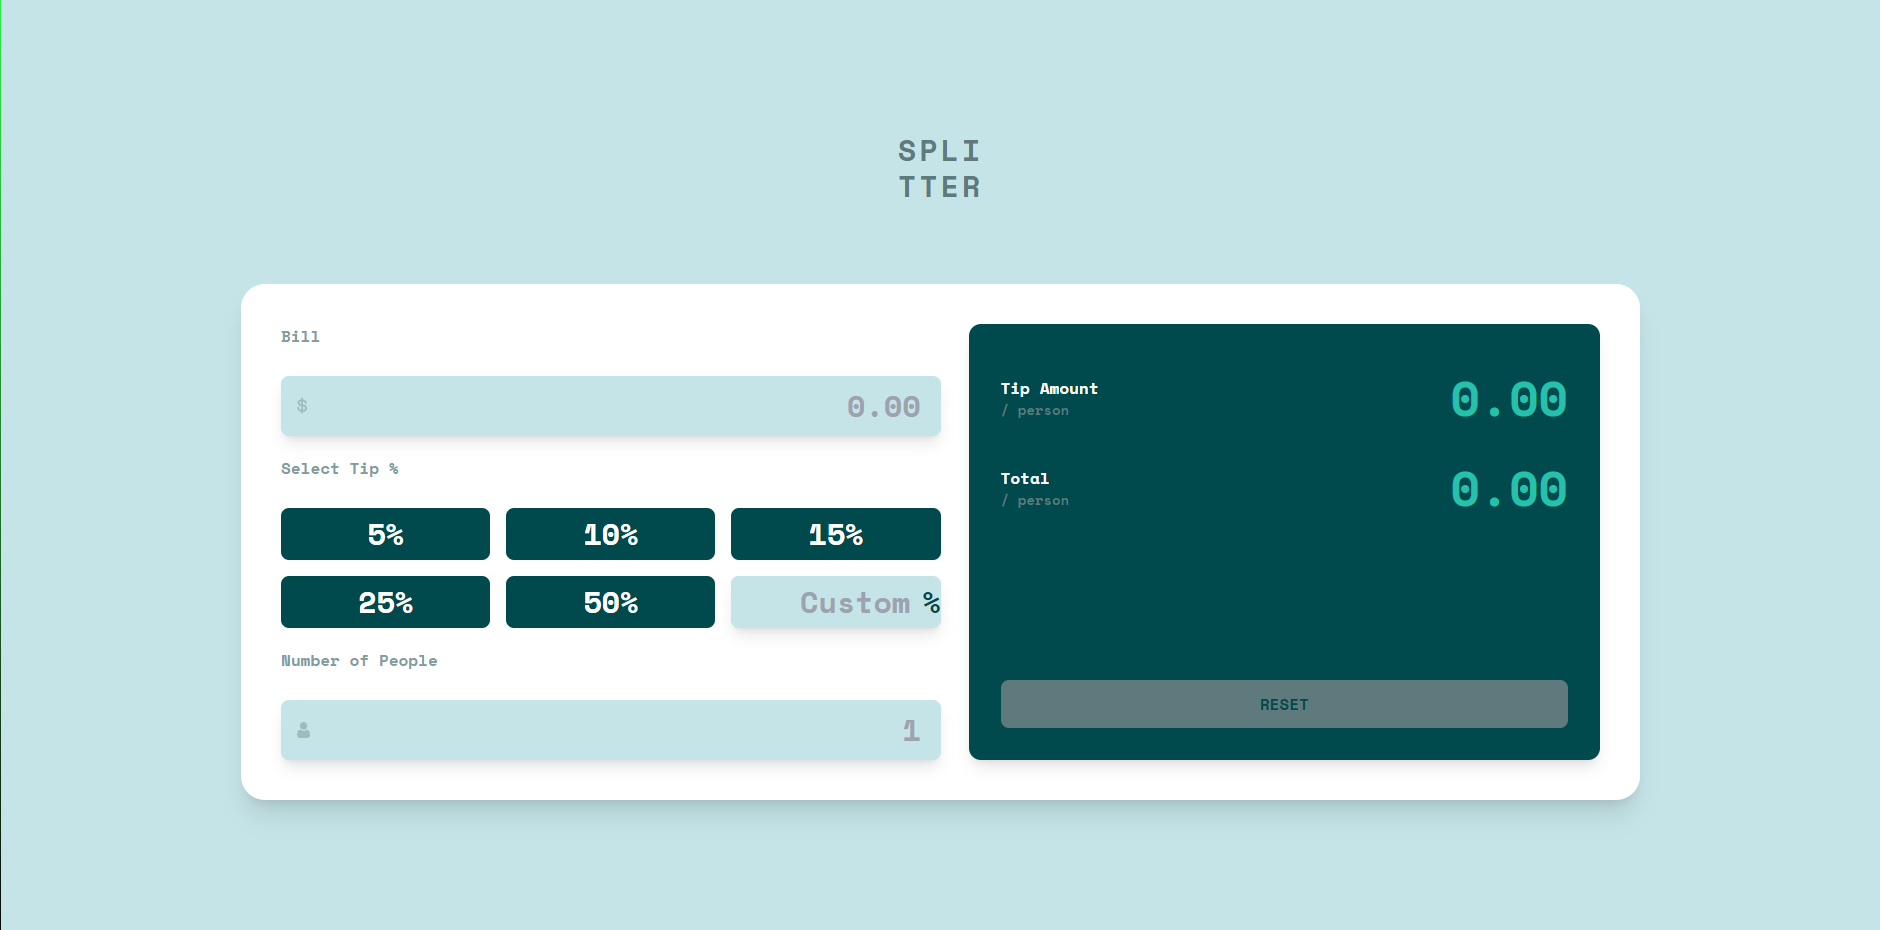 SPLI
TTER
Bill
$ 0.00
Select Tip %
5% 10% 15%
25% 50% Custom %
Number of People
1
Tip Amount
/ person
0.00
Total
/ person
0.00
RESET